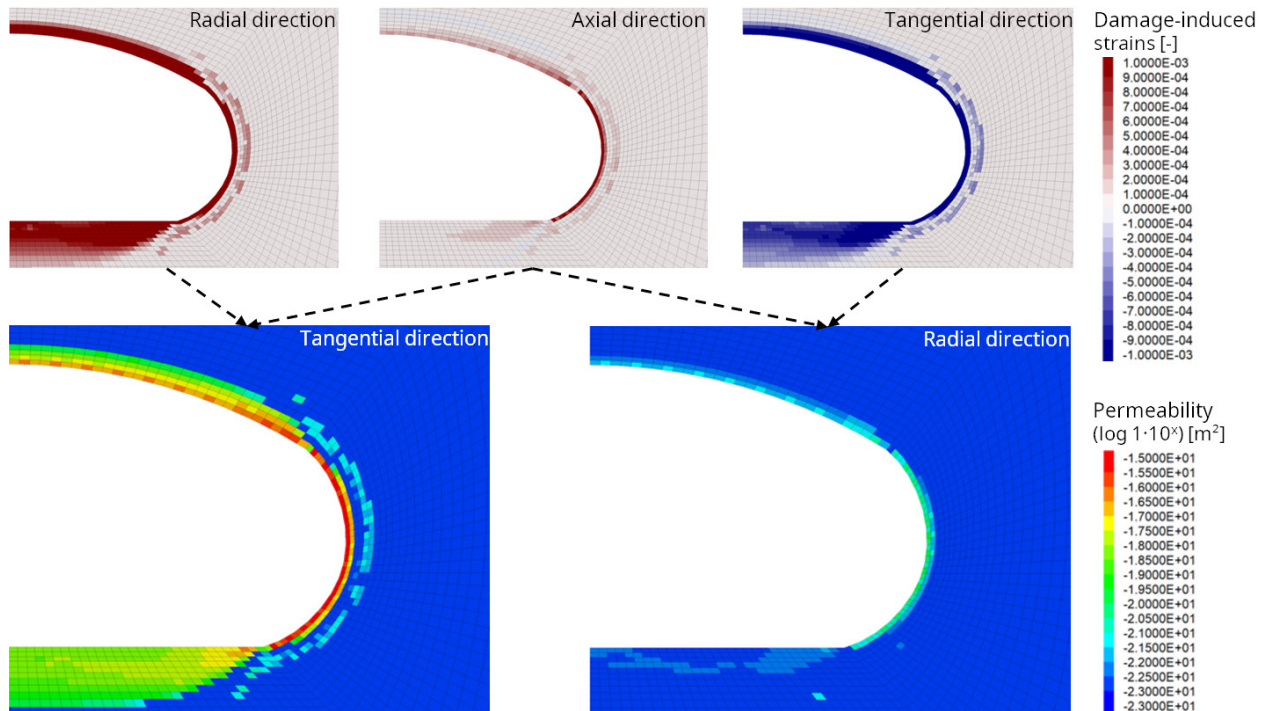 Radial direction
Axial direction
Tangential direction
Damage-induced
strains [-]
1.0000E-03
9.0000E-04
8.0000E-04
7.0000E-04
6.0000E-04
5.0000E-04
4.0000E-04
3.0000E-04
2.0000E-04
1.0000E-04
0.0000E+00
-1.0000E-04
-2.0000E-04
-3.0000E-04
-4.0000E-04
-5.0000E-04
-6.0000E-04
-7.0000E-04
-8.0000E-04
-9.0000E-04
-1.0000E-03
Tangential direction
Radial direction
Permeability
(log 1·10ˣ) [m²]
-1.5000E+01
-1.5500E+01
-1.6000E+01
-1.6500E+01
-1.7000E+01
-1.7500E+01
-1.8000E+01
-1.8500E+01
-1.9000E+01
-1.9500E+01
-2.0000E+01
-2.0500E+01
-2.1000E+01
-2.1500E+01
-2.2000E+01
-2.2500E+01
-2.3000E+01